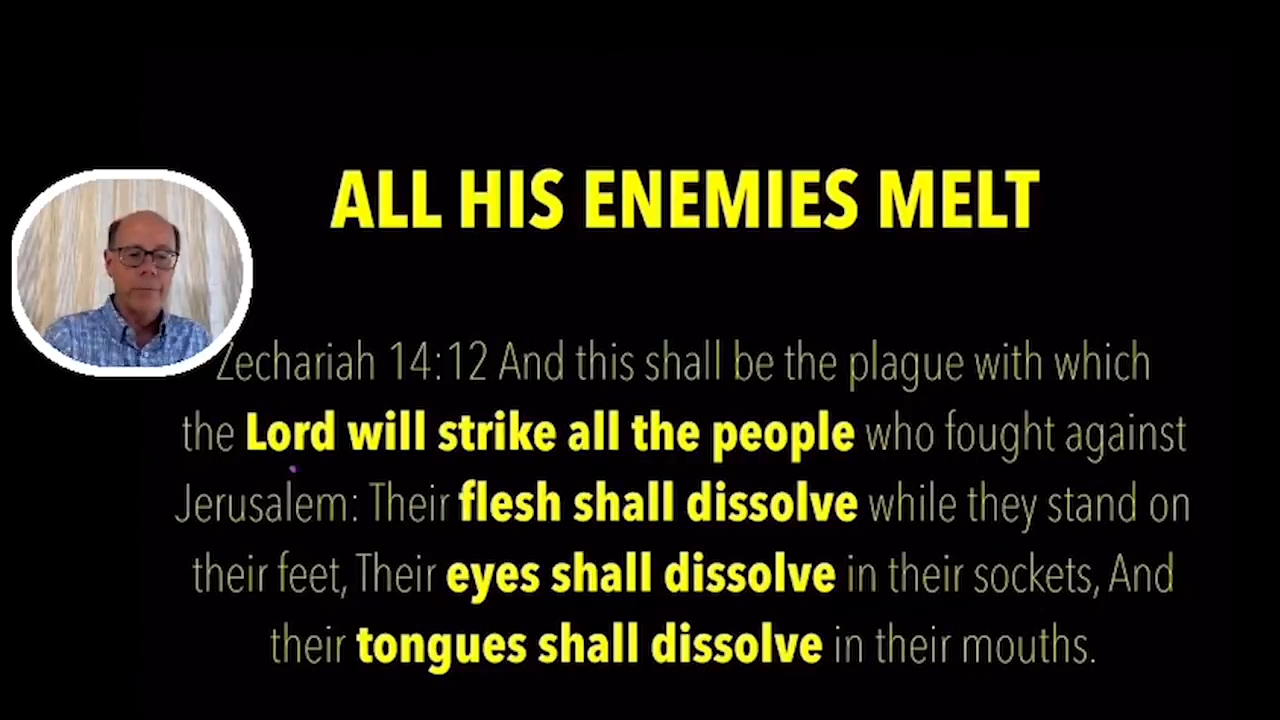 ALL HIS ENEMIES MELT
Zechariah 14:12 And this shall be the plague with which
the Lord will strike all the people who fought against
Jerusalem: Their flesh shall dissolve while they stand on
their feet, Their eyes shall dissolve in their sockets, And
their tongues shall dissolve in their mouths.